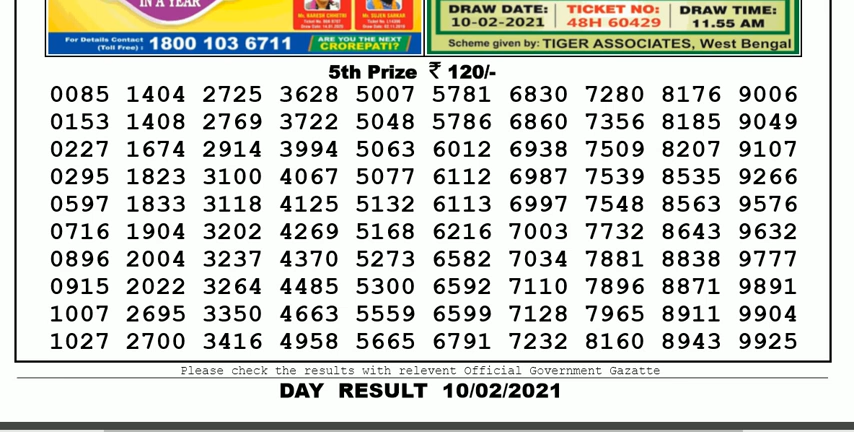 IN A YEAR
For Details Contact
(Toll Free) : 1800 103 6711
ARE YOU THE NEXT
CROREPATI?
DRAW DATE:
10-02-2021
TICKET NO:
48H 60429
DRAW TIME:
11.55 AM
Scheme given by: TIGER ASSOCIATES, West Bengal
5th Prize ₹ 120/-
0085 1404 2725 3628 5007 5781 6830 7280 8176 9006
0153 1408 2769 3722 5048 5786 6860 7356 8185 9049
0227 1674 2914 3994 5063 6012 6938 7509 8207 9107
0295 1823 3100 4067 5077 6112 6987 7539 8535 9266
0597 1833 3118 4125 5132 6113 6997 7548 8563 9576
0716 1904 3202 4269 5168 6216 7003 7732 8643 9632
0896 2004 3237 4370 5273 6582 7034 7881 8838 9777
0915 2022 3264 4485 5300 6592 7110 7896 8871 9891
1007 2695 3350 4663 5559 6599 7128 7965 8911 9904
1027 2700 3416 4958 5665 6791 7232 8160 8943 9925
Please check the results with relevent Official Government Gazatte
DAY RESULT 10/02/2021